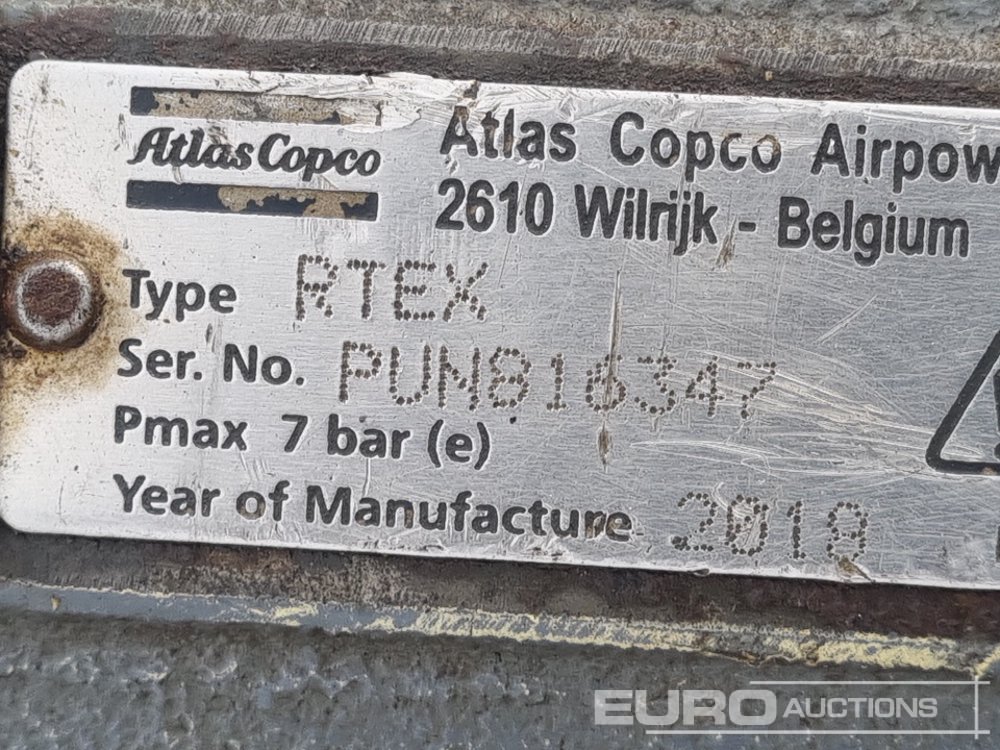 Atlas Copco
Atlas Copco Airpow
2610 Wilrijk - Belgium
Type RTEX
Ser. No. PUN816347
Pmax 7 bar (e)
Year of Manufacture 2018
EURO AUCTIONS